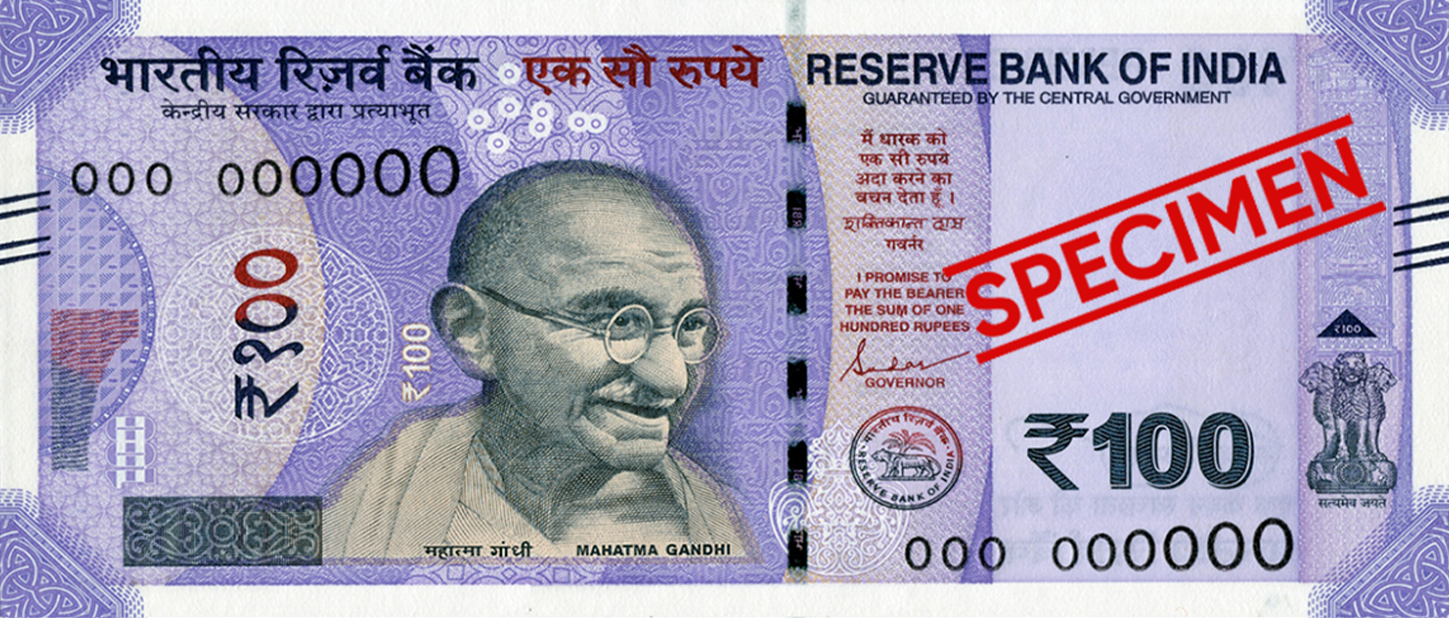 भारतीय रिज़र्व बैंक
केन्द्रीय सरकार द्वारा प्रत्याभूत
एक सौ रुपये
RESERVE BANK OF INDIA
GUARANTEED BY THE CENTRAL GOVERNMENT
000 000000
मैं धारक को
एक सौ रुपये
अदा करने का
वचन देता हूँ ।
शक्तिकान्त दास
गवर्नर
I PROMISE TO
PAY THE BEARER
THE SUM OF ONE
HUNDRED RUPEES
GOVERNOR
SPECIMEN
₹१००
₹100
₹100
भारतीय रिज़र्व बैंक
RESERVE BANK OF INDIA
₹100
सत्यमेव जयते
महात्मा गांधी
MAHATMA GANDHI
000 000000